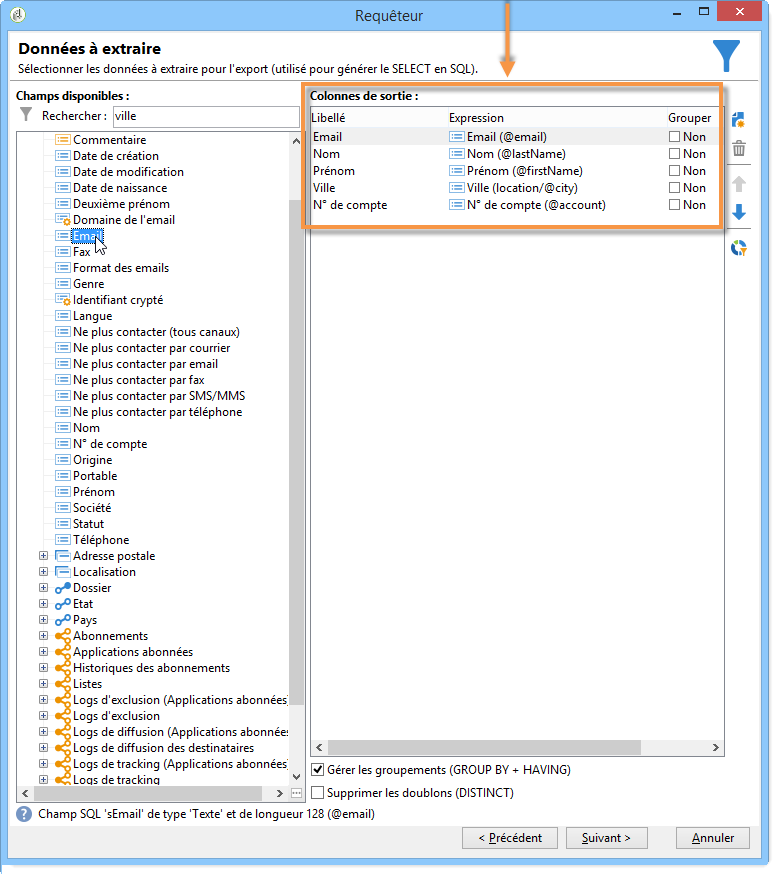 Requêteur
Données à extraire
Sélectionner les données à extraire pour l'export (utilisé pour générer le SELECT en SQL).
Champs disponibles :
Rechercher : ville
Commentaire
Date de création
Date de modification
Date de naissance
Deuxième prénom
Domaine de l'email
Email
Fax
Format des emails
Genre
Identifiant crypté
Langue
Ne plus contacter (tous canaux)
Ne plus contacter par courrier
Ne plus contacter par email
Ne plus contacter par fax
Ne plus contacter par SMS/MMS
Ne plus contacter par téléphone
Nom
N° de compte
Origine
Portable
Prénom
Société
Statut
Téléphone
Adresse postale
Localisation
Dossier
Etat
Pays
Abonnements
Applications abonnées
Historiques des abonnements
Listes
Logs d'exclusion (Applications abonnées)
Logs d'exclusion
Logs de diffusion (Applications abonnées
Logs de diffusion des destinataires
Logs de tracking (Applications abonnées)
Logs de tracking
Colonnes de sortie :
Libellé Expression Grouper
Email Email (@email) Non
Nom Nom (@lastName) Non
Prénom Prénom (@firstName) Non
Ville Ville (location/@city) Non
N° de compte N° de compte (@account) Non
Gérer les groupements (GROUP BY + HAVING)
Supprimer les doublons (DISTINCT)
Champ SQL 'sEmail' de type 'Texte' et de longueur 128 (@email)
< Précédent Suivant > Annuler